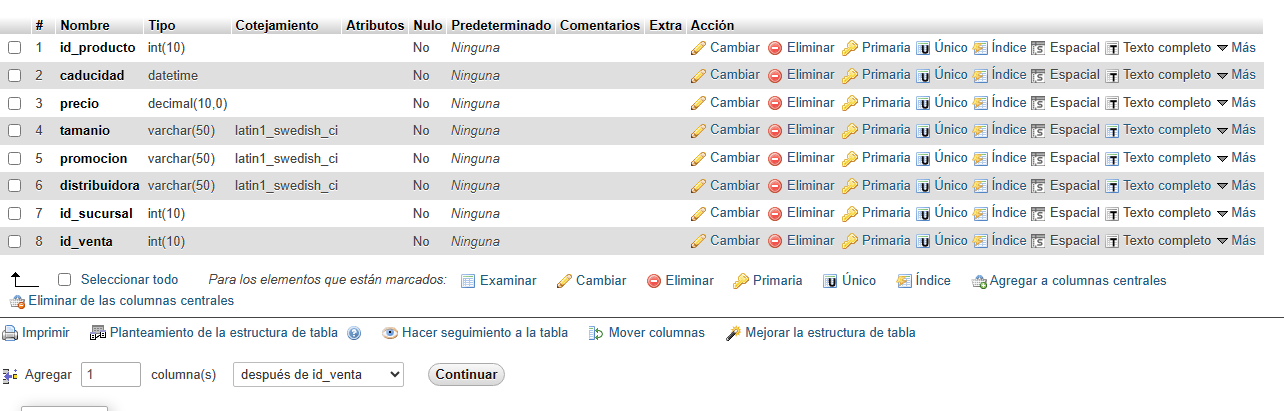 # Nombre Tipo Cotejamiento Atributos Nulo Predeterminado Comentarios Extra Acción
1 id_producto int(10) No Ninguna Cambiar Eliminar Primaria Único Índice Espacial Texto completo Más
2 caducidad datetime No Ninguna Cambiar Eliminar Primaria Único Índice Espacial Texto completo Más
3 precio decimal(10,0) No Ninguna Cambiar Eliminar Primaria Único Índice Espacial Texto completo Más
4 tamanio varchar(50) latin1_swedish_ci No Ninguna Cambiar Eliminar Primaria Único Índice Espacial Texto completo Más
5 promocion varchar(50) latin1_swedish_ci No Ninguna Cambiar Eliminar Primaria Único Índice Espacial Texto completo Más
6 distribuidora varchar(50) latin1_swedish_ci No Ninguna Cambiar Eliminar Primaria Único Índice Espacial Texto completo Más
7 id_sucursal int(10) No Ninguna Cambiar Eliminar Primaria Único Índice Espacial Texto completo Más
8 id_venta int(10) No Ninguna Cambiar Eliminar Primaria Único Índice Espacial Texto completo Más
Seleccionar todo Para los elementos que están marcados: Examinar Cambiar Eliminar Primaria Único Índice Agregar a columnas centrales
Eliminar de las columnas centrales
Imprimir Planteamiento de la estructura de tabla Hacer seguimiento a la tabla Mover columnas Mejorar la estructura de tabla
Agregar 1 columna(s) después de id_venta Continuar